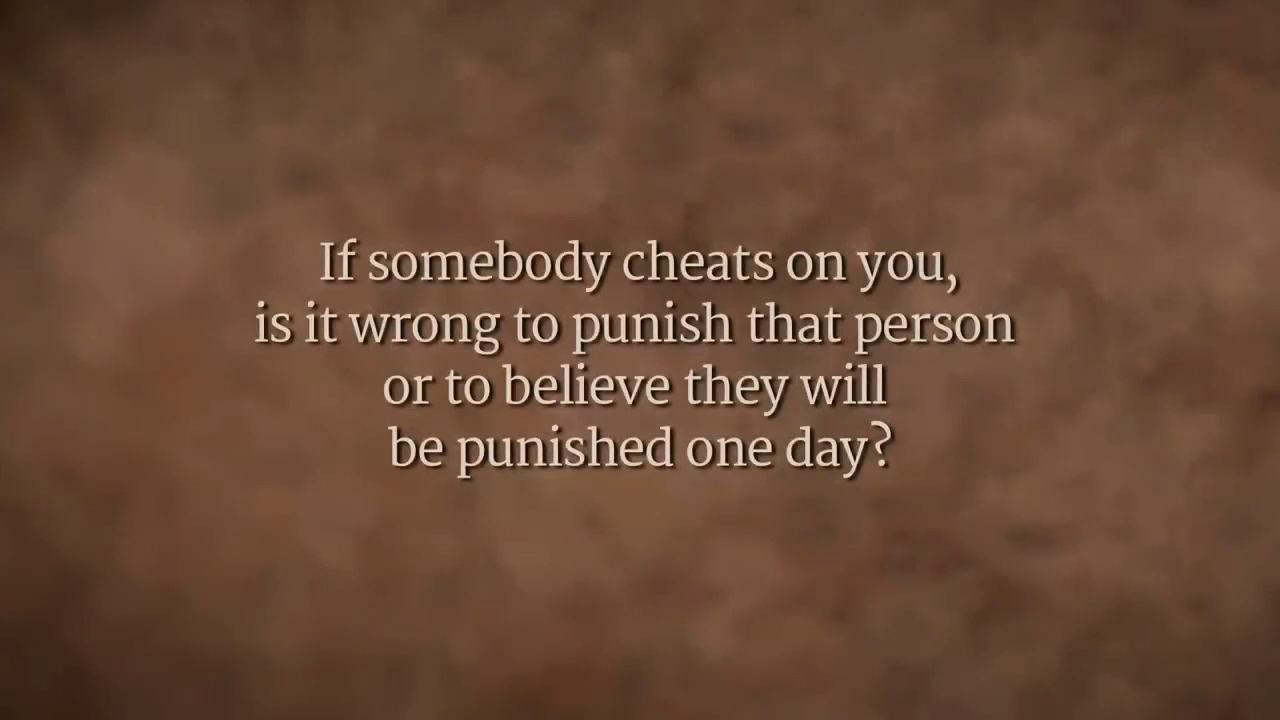 If somebody cheats on you,
is it wrong to punish that person
or to believe they will
be punished one day?